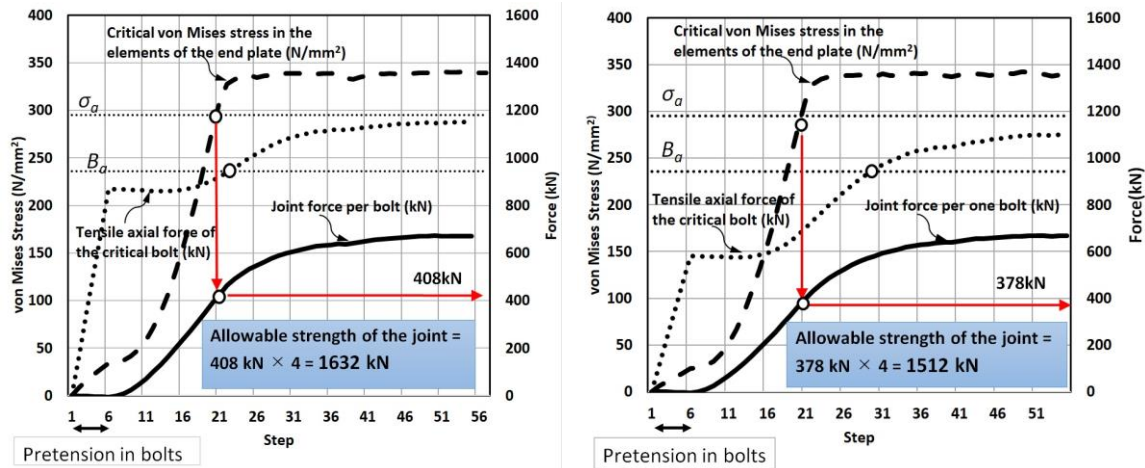 400
350
300
250
200
150
100
50
0
von Mises Stress (N/mm²)
1600
1400
1200
1000
800
600
400
200
0
Force (kN)
Critical von Mises stress in the
elements of the end plate (N/mm²)
σa
Ba
Joint force per bolt (kN)
Tensile axial force of
the critical bolt (kN)
408kN
Allowable strength of the joint =
408 kN × 4 = 1632 kN
1 6 11 16 21 26 31 36 41 46 51 56
Step
Pretension in bolts
400
350
300
250
200
150
100
50
0
von Mises Stress (N/mm²)
1600
1400
1200
1000
800
600
400
200
0
Force(kN)
Critical von Mises stress in the
elements of the end plate (N/mm²)
σa
Ba
Tensile axial force of
the critical bolt (kN)
Joint force per one bolt (kN)
378kN
Allowable strength of the joint =
378 kN × 4 = 1512 kN
1 6 11 16 21 26 31 36 41 46 51
Step
Pretension in bolts